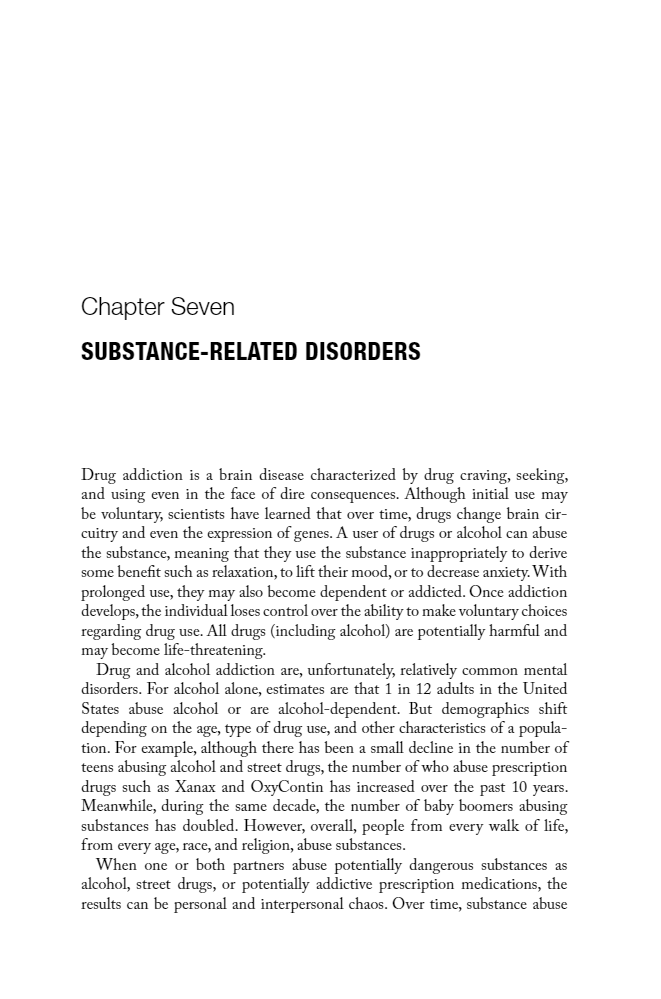 Chapter Seven
SUBSTANCE-RELATED DISORDERS
Drug addiction is a brain disease characterized by drug craving, seeking,
and using even in the face of dire consequences. Although initial use may
be voluntary, scientists have learned that over time, drugs change brain cir-
cuitry and even the expression of genes. A user of drugs or alcohol can abuse
the substance, meaning that they use the substance inappropriately to derive
some benefit such as relaxation, to lift their mood, or to decrease anxiety. With
prolonged use, they may also become dependent or addicted. Once addiction
develops, the individual loses control over the ability to make voluntary choices
regarding drug use. All drugs (including alcohol) are potentially harmful and
may become life-threatening.
Drug and alcohol addiction are, unfortunately, relatively common mental
disorders. For alcohol alone, estimates are that 1 in 12 adults in the United
States abuse alcohol or are alcohol-dependent. But demographics shift
depending on the age, type of drug use, and other characteristics of a popula-
tion. For example, although there has been a small decline in the number of
teens abusing alcohol and street drugs, the number of who abuse prescription
drugs such as Xanax and OxyContin has increased over the past 10 years.
Meanwhile, during the same decade, the number of baby boomers abusing
substances has doubled. However, overall, people from every walk of life,
from every age, race, and religion, abuse substances.
When one or both partners abuse potentially dangerous substances as
alcohol, street drugs, or potentially addictive prescription medications, the
results can be personal and interpersonal chaos. Over time, substance abuse